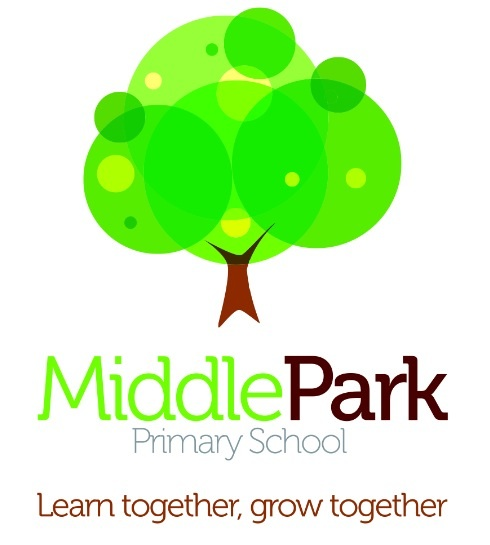 MiddlePark
Primary School
Learn together, grow together